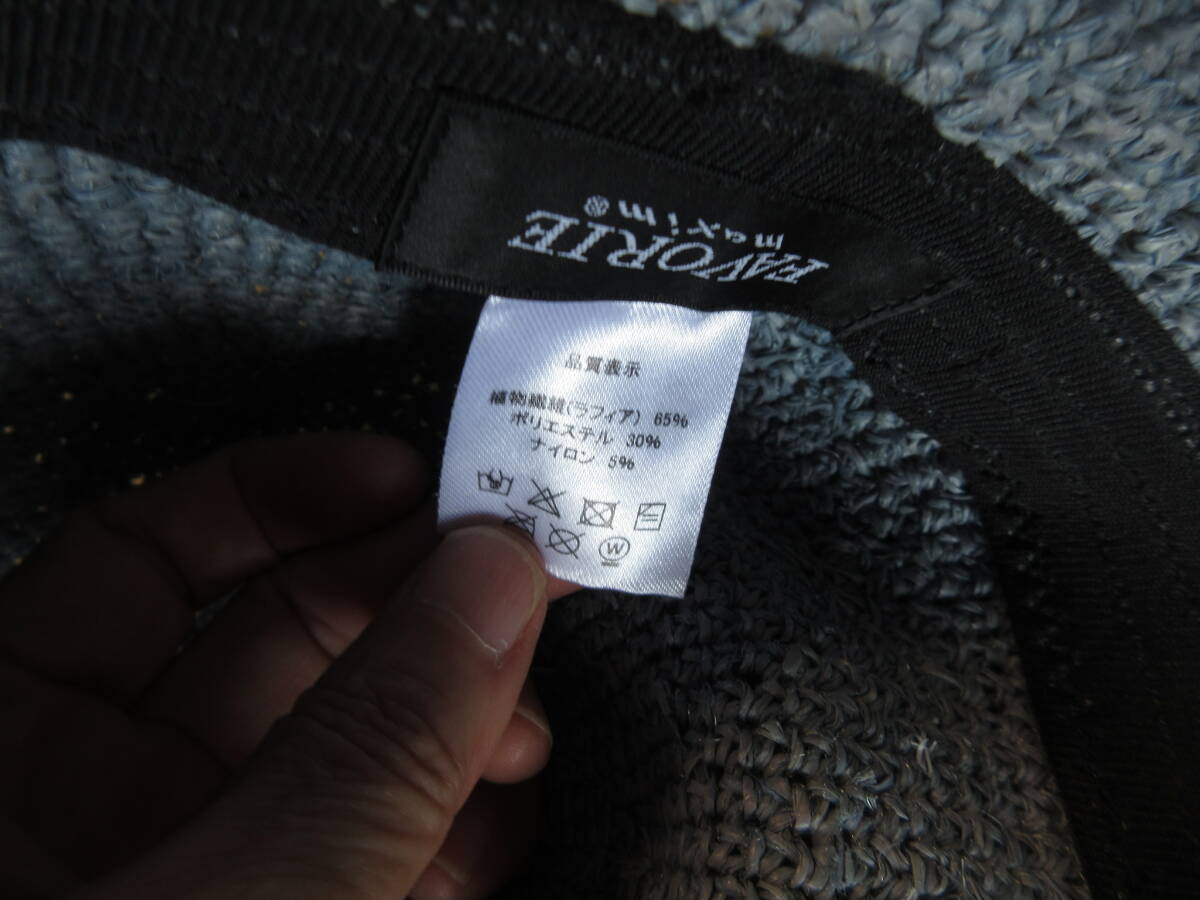 FAVORIE
maxim®
品質表示
植物繊維(ラフィア) 65%
ポリエステル 30%
ナイロン 5%
W